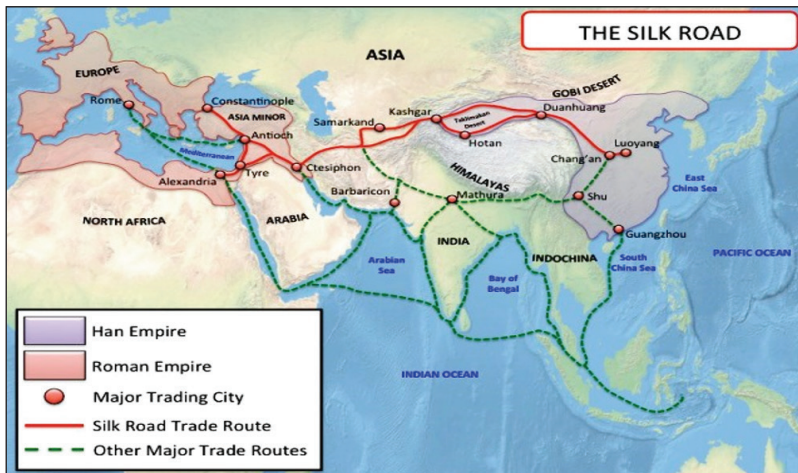 THE SILK ROAD
ASIA
EUROPE
GOBI DESERT
Rome
Constantinople
ASIA MINOR
Samarkand
Kashgar
Taklimakan
Desert
Duanhuang
Antioch
Hotan
Luoyang
Mediterranean
Chang'an
Ctesiphon
HIMALAYAS
East
China Sea
Alexandria
Tyre
Barbaricon
Mathura
Shu
NORTH AFRICA
ARABIA
INDIA
Guangzhou
PACIFIC OCEAN
Arabian
Sea
Bay of
Bengal
INDOCHINA
South
China Sea
INDIAN OCEAN
Han Empire
Roman Empire
Major Trading City
Silk Road Trade Route
Other Major Trade Routes